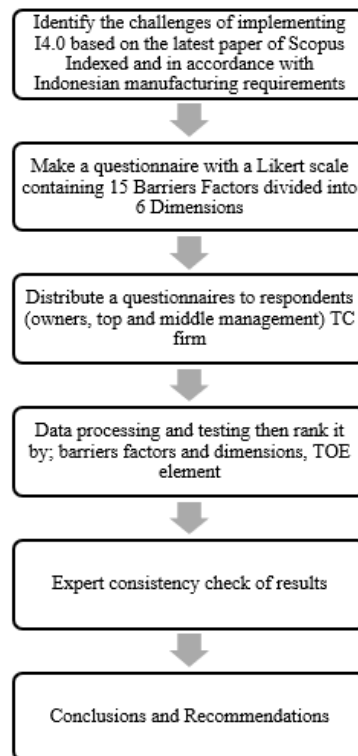 Identify the challenges of implementing
I4.0 based on the latest paper of Scopus
Indexed and in accordance with
Indonesian manufacturing requirements
Make a questionnaire with a Likert scale
containing 15 Barriers Factors divided into
6 Dimensions
Distribute a questionnaires to respondents
(owners, top and middle management) TC
firm
Data processing and testing then rank it
by; barriers factors and dimensions, TOE
element
Expert consistency check of results
Conclusions and Recommendations